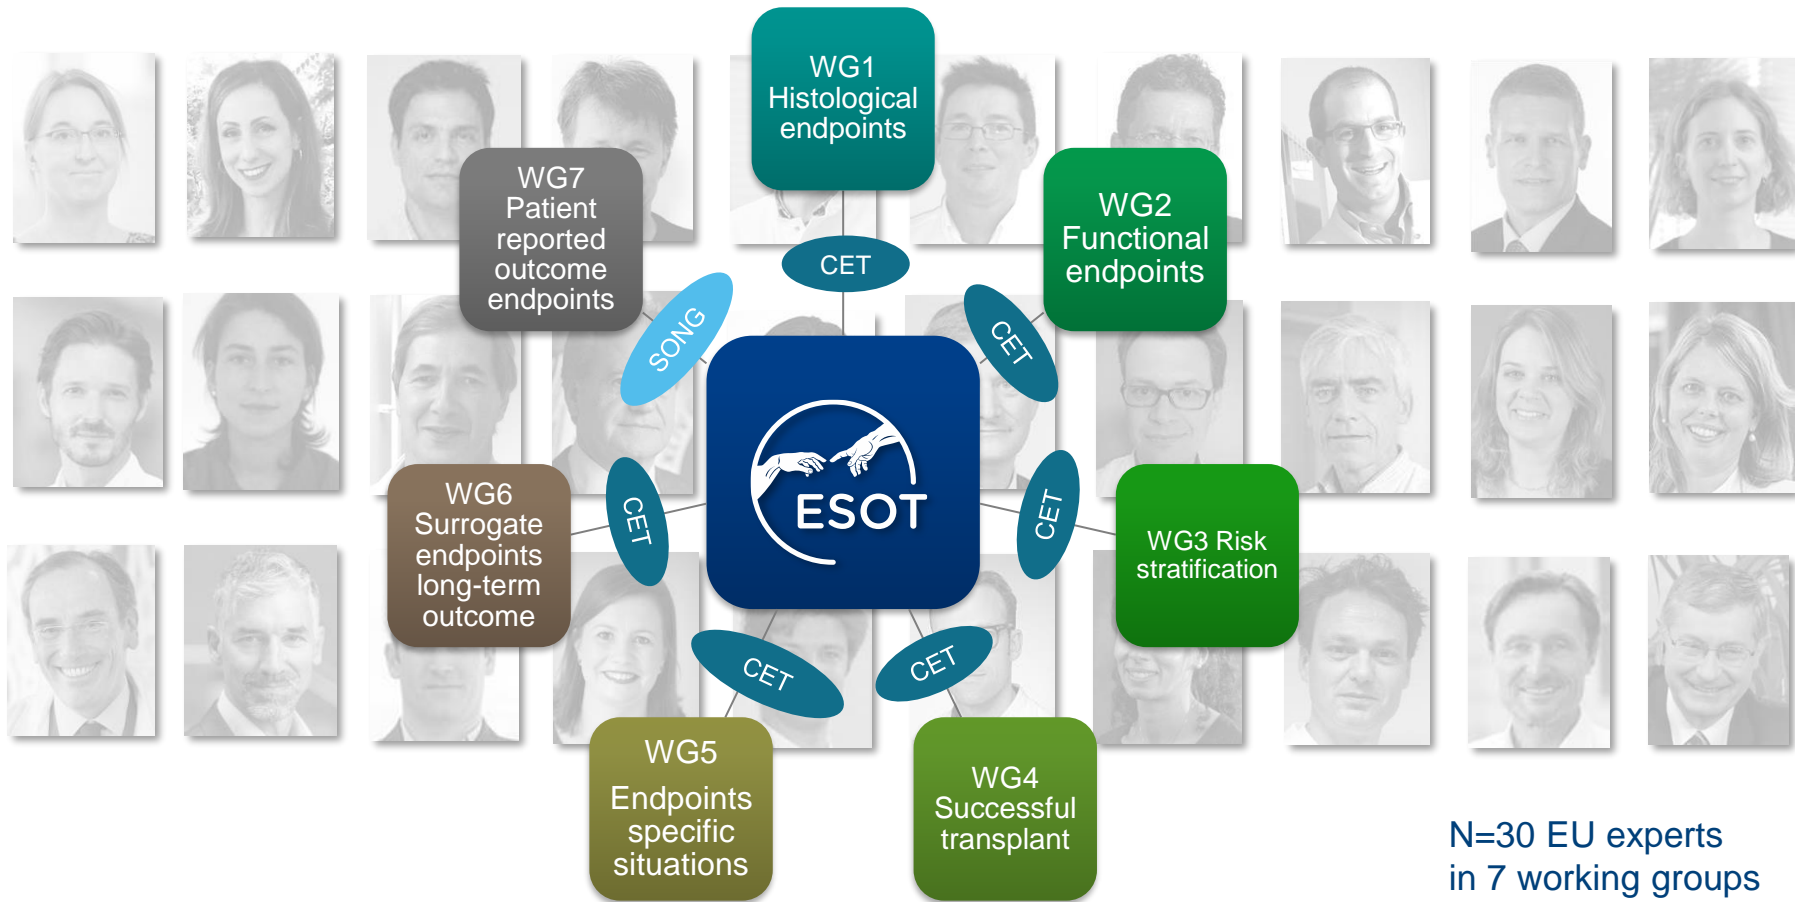 WG1
Histological
endpoints
CET
WG2
Functional
endpoints
CET
WG3 Risk
stratification
CET
WG4
Successful
transplant
CET
WG5
Endpoints
specific
situations
CET
WG6
Surrogate
endpoints
long-term
outcome
CET
WG7
Patient
reported
outcome
endpoints
SONG
ESOT
N=30 EU experts
in 7 working groups